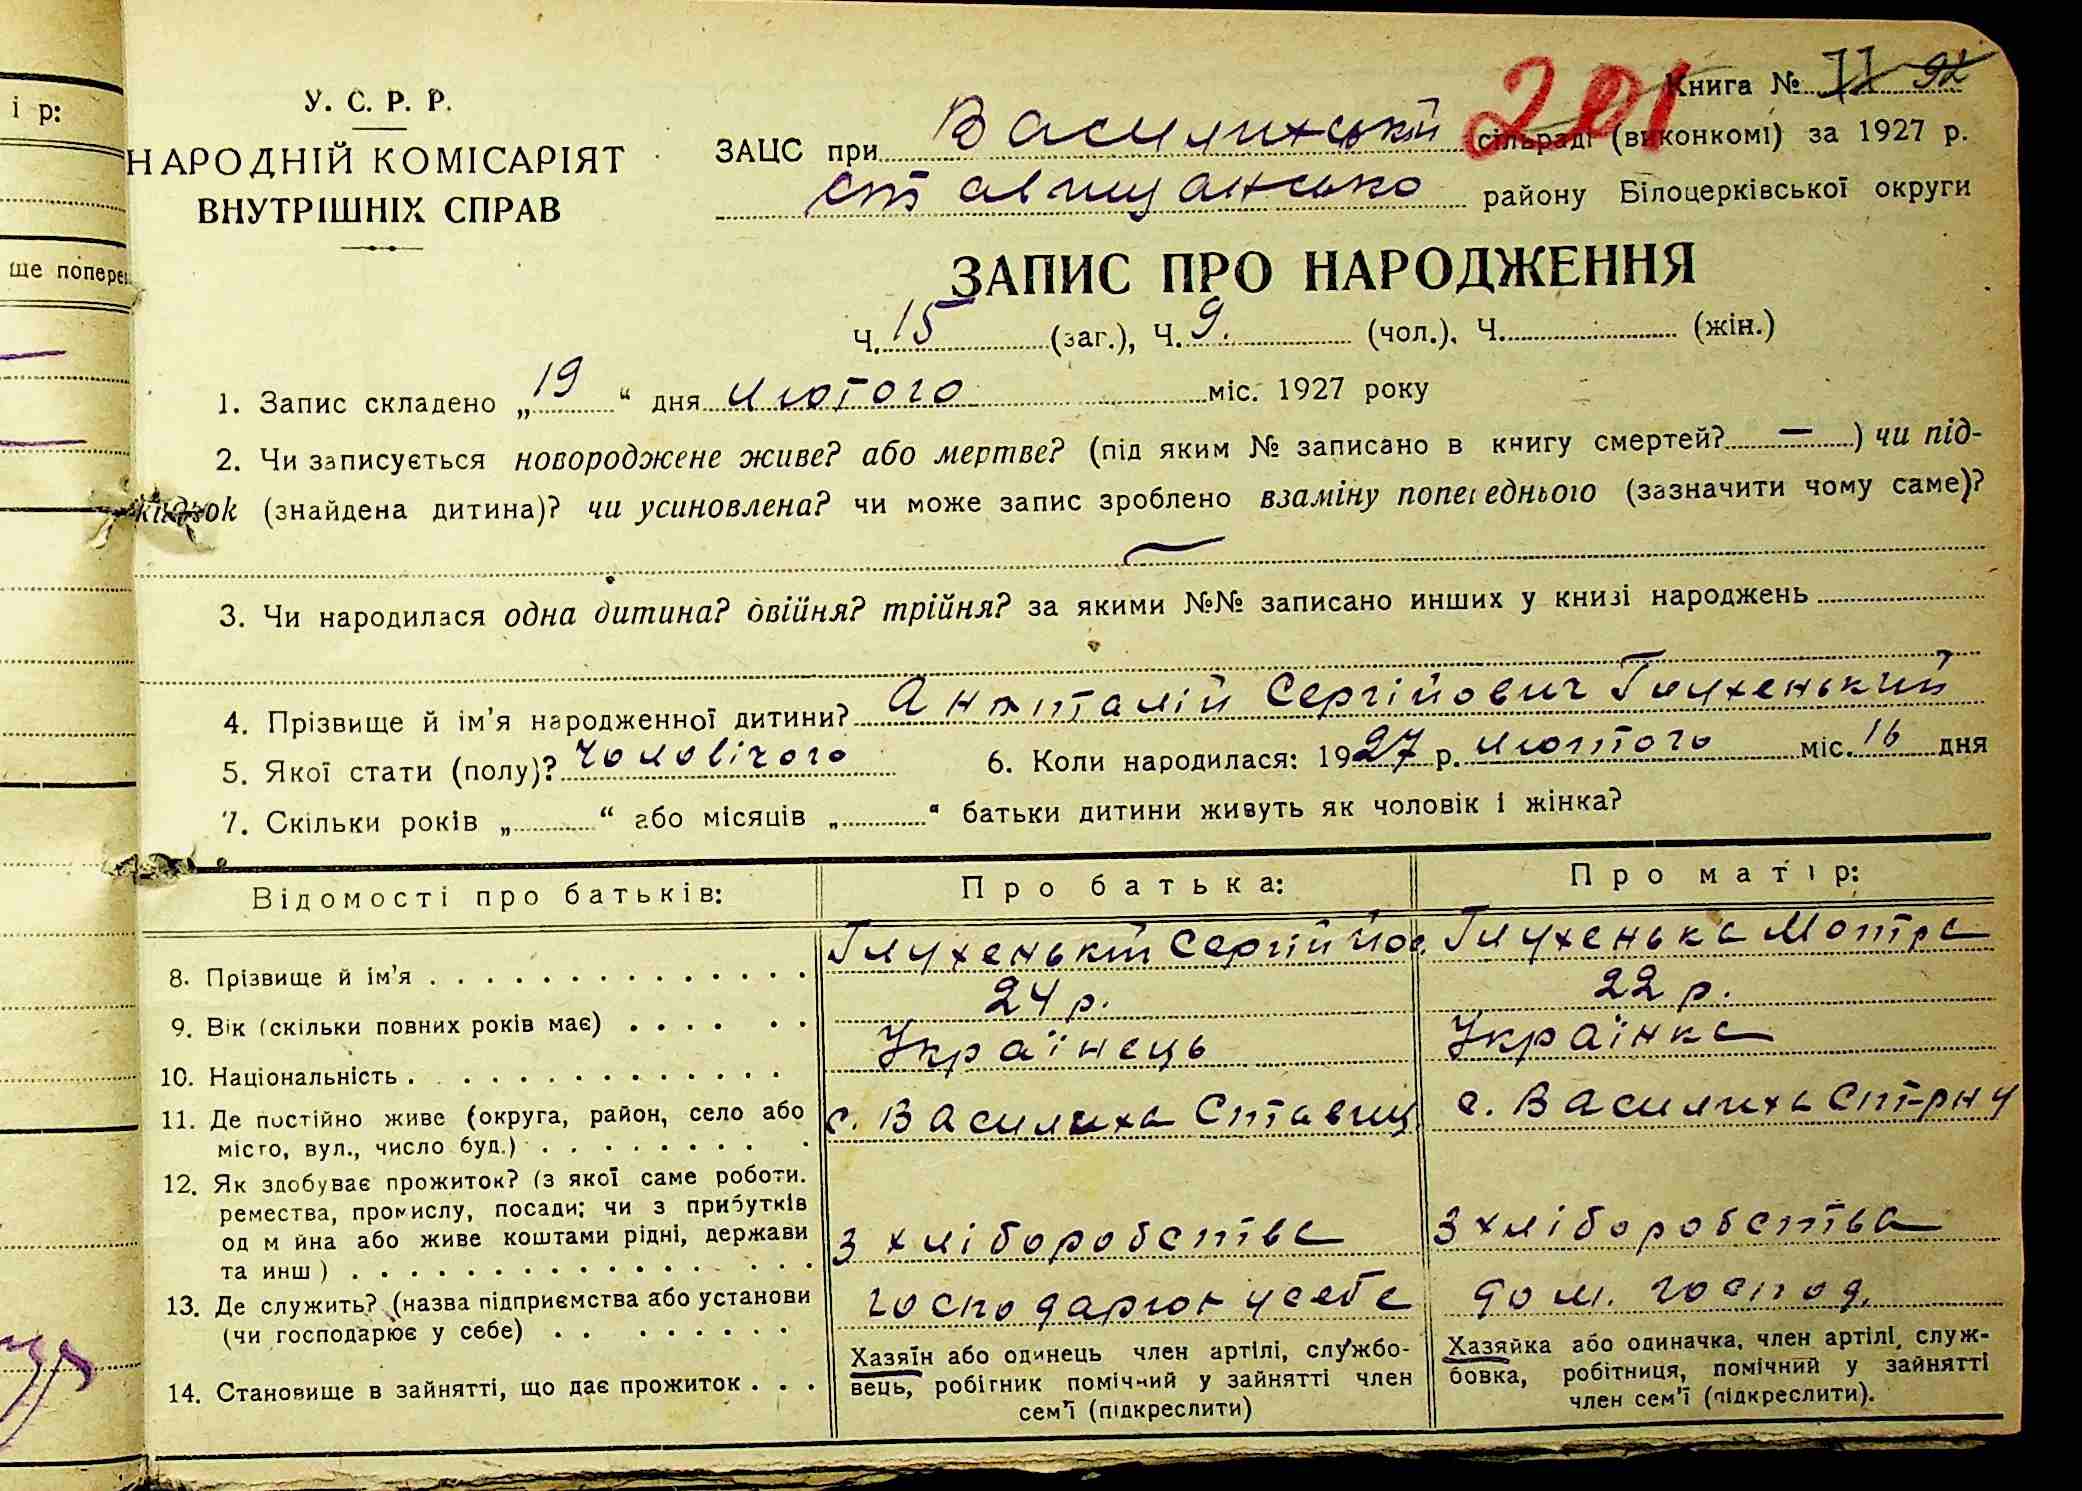 У. С. Р. Р.
НАРОДНІЙ КОМІСАРІЯТ
ВНУТРІШНІХ СПРАВ
201
Книга №
ЗАЦС при Василиській сільраді (виконкомі) за 1927 р.
Ставищансько району Білоцерківської округи
ЗАПИС ПРО НАРОДЖЕННЯ
Ч. 15 (заг.), Ч. 9. (чол.), Ч. (жін.)
1. Запис складено „ 19 “ дня лютого міс. 1927 року
2. Чи записується новороджене живе? або мертве? (під яким № записано в книгу смертей? — ) чи під-
кидьок (знайдена дитина)? чи усиновлена? чи може запис зроблено взаміну попереднього (зазначити чому саме)?
3. Чи народилася одна дитина? двійня? трійня? за якими №№ записано инших у книзі народжень
4. Прізвище й ім'я народженної дитини? Анатталій Сергійович Глухенький
5. Якої стати (полу)? Чоловічого 6. Коли народилася: 1927 р. лютого міс. 16 дня
7. Скільки років „ “ або місяців „ “ батьки дитини живуть як чоловік і жінка?
Відомості про батьків: Про батька: Про матір:
8. Прізвище й ім'я Глухенький Сергій Йос. Глухенька Мотра
9. Вік (скільки повних років має) 24 р. 22 р.
10. Національність Українець Українка
11. Де постійно живе (округа, район, село або
місто, вул., число буд.) с. Василиха Ставищ. с. Василиха Ст-рну
12. Як здобуває прожиток? (з якої саме роботи.
ремества, промислу, посади; чи з прибутків
од м йна або живе коштами рідні, держави
та инш) З хліборобства З хліборобства
13. Де служить? (назва підприємства або установи
(чи господарює у себе) господарює у себе дом. господ.
14. Становище в зайнятті, що дає прожиток
Хазяїн або одинець член артілі, службо-
вець, робігник помічний у зайнятті член
сем'ї (підкреслити)
Хазяйка або одиначка, член артілі, служ-
бовка, робітниця, помічний у зайнятті
член сем'ї (підкреслити).
і р:
ще попере